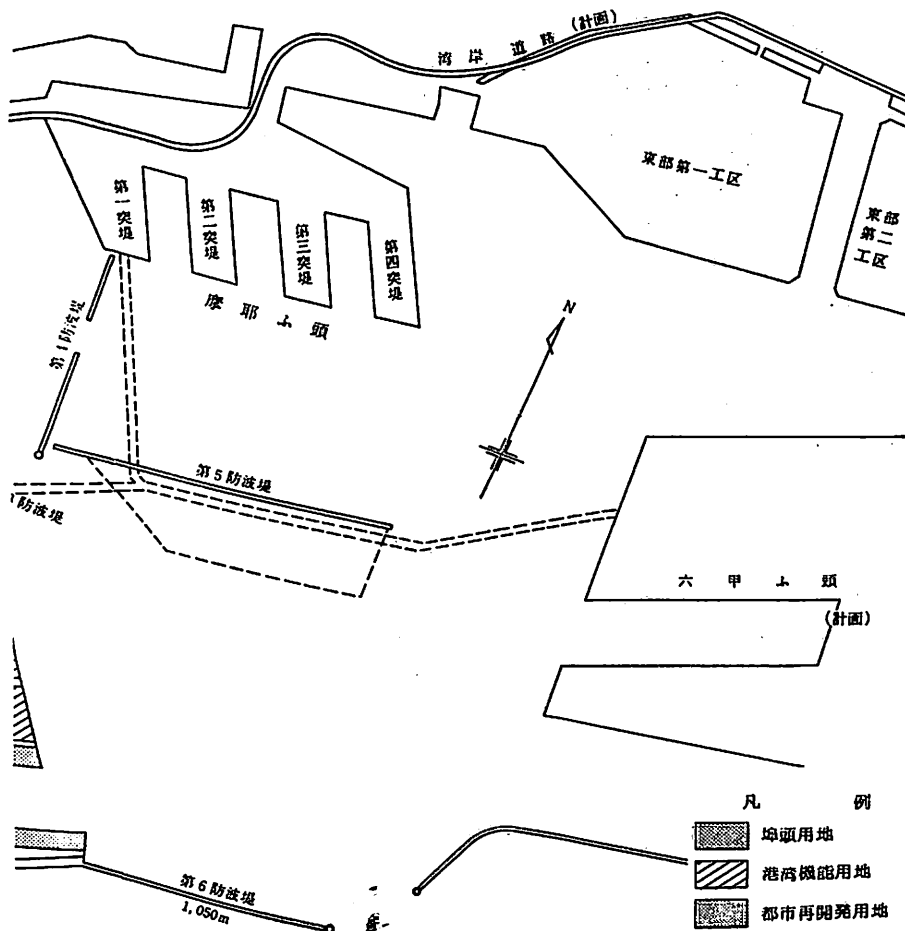 湾岸道路(計画)
東部第一工区
東部第二工区
第一突堤
第二突堤
第三突堤
第四突堤
摩耶ふ頭
N
第4防波堤
第5防波堤
防波堤
六甲ふ頭
(計画)
凡例
埠頭用地
港湾機能用地
都市再開発用地
第6防波堤
1,050m